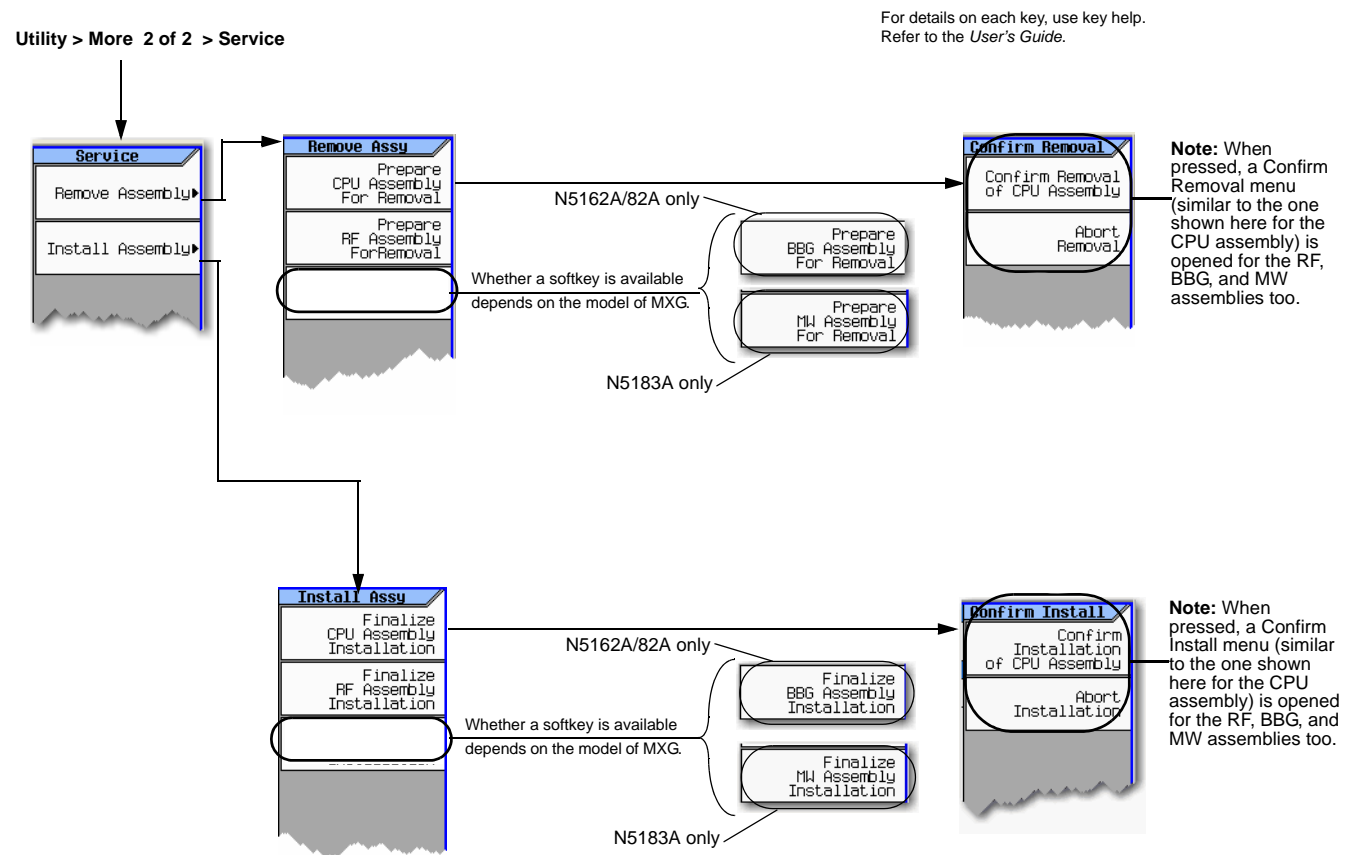 For details on each key, use key help.
Refer to the User's Guide.
Utility > More 2 of 2 > Service
Service
Remove Assembly
Install Assembly
Remove Assy
Prepare
CPU Assembly
For Removal
Prepare
RF Assembly
ForRemoval
Whether a softkey is available
depends on the model of MXG.
N5162A/82A only
Prepare
BBG Assembly
For Removal
Prepare
MW Assembly
For Removal
N5183A only
Confirm Removal
Confirm Removal
of CPU Assembly
Abort
Removal
Note: When
pressed, a Confirm
Removal menu
(similar to the one
shown here for the
CPU assembly) is
opened for the RF,
BBG, and MW
assemblies too.
Install Assy
Finalize
CPU Assembly
Installation
Finalize
RF Assembly
Installation
Whether a softkey is available
depends on the model of MXG.
N5162A/82A only
Finalize
BBG Assembly
Installation
Finalize
MW Assembly
Installation
N5183A only
Confirm Install
Confirm
Installation
of CPU Assembly
Abort
Installation
Note: When
pressed, a Confirm
Install menu (similar
to the one shown
here for the CPU
assembly) is opened
for the RF, BBG, and
MW assemblies too.